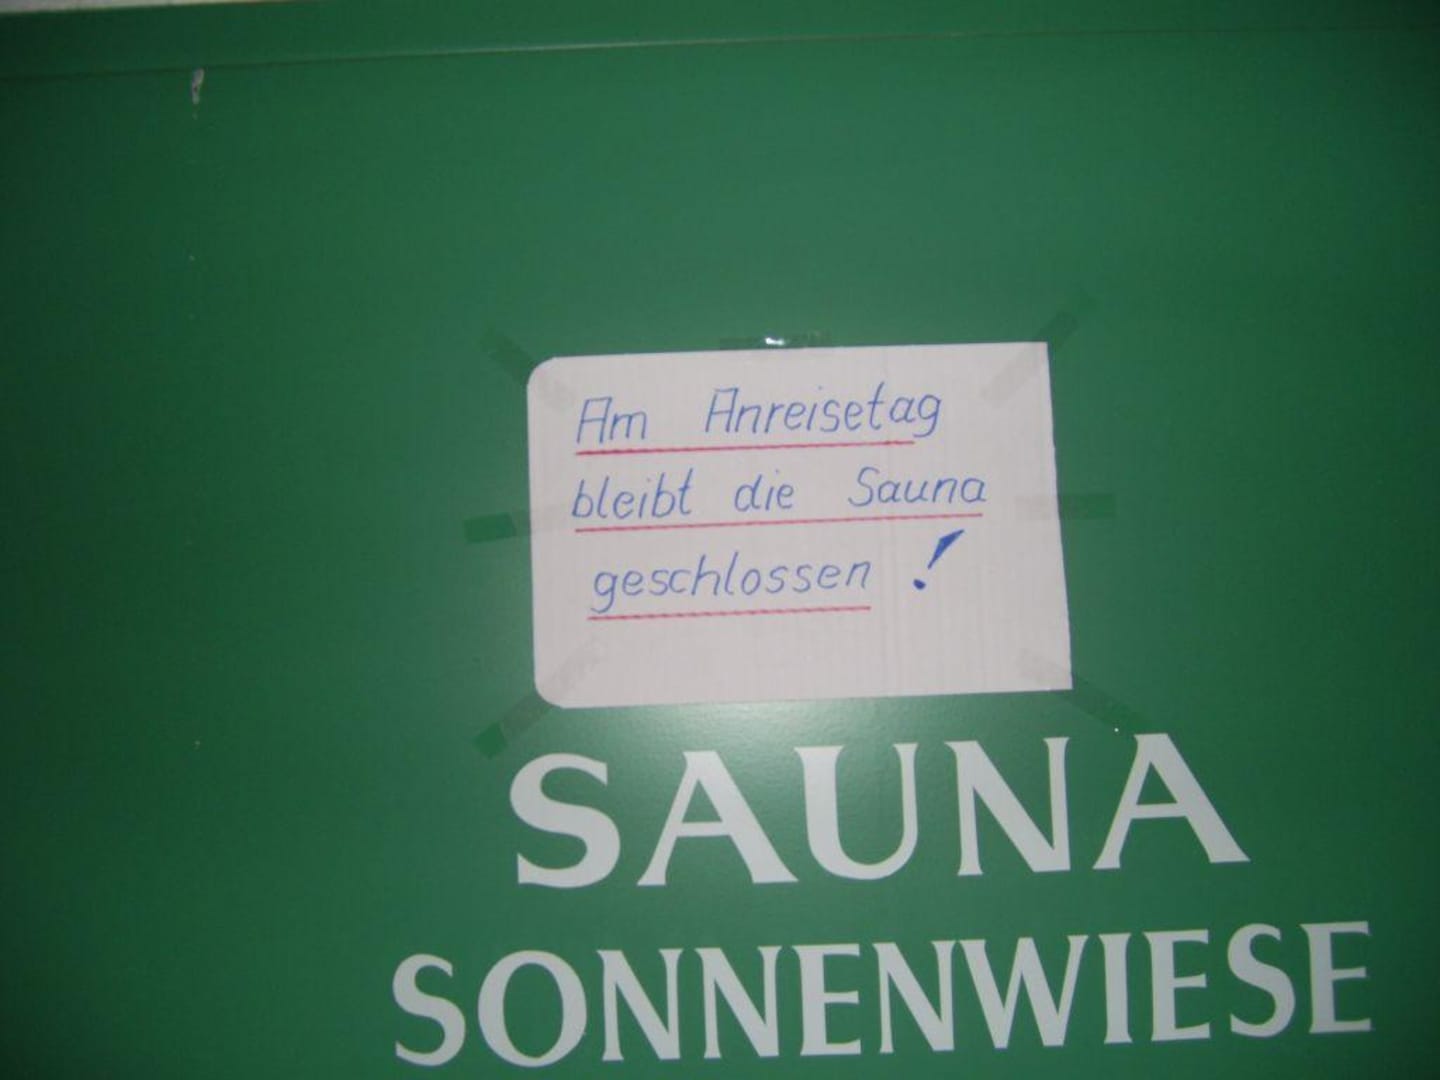 Am Anreisetag
bleibt die Sauna
geschlossen !
SAUNA
SONNENWIESE